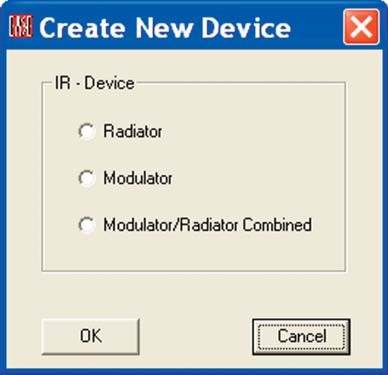 Create New Device
IR - Device
Radiator
Modulator
Modulator/Radiator Combined
OK
Cancel